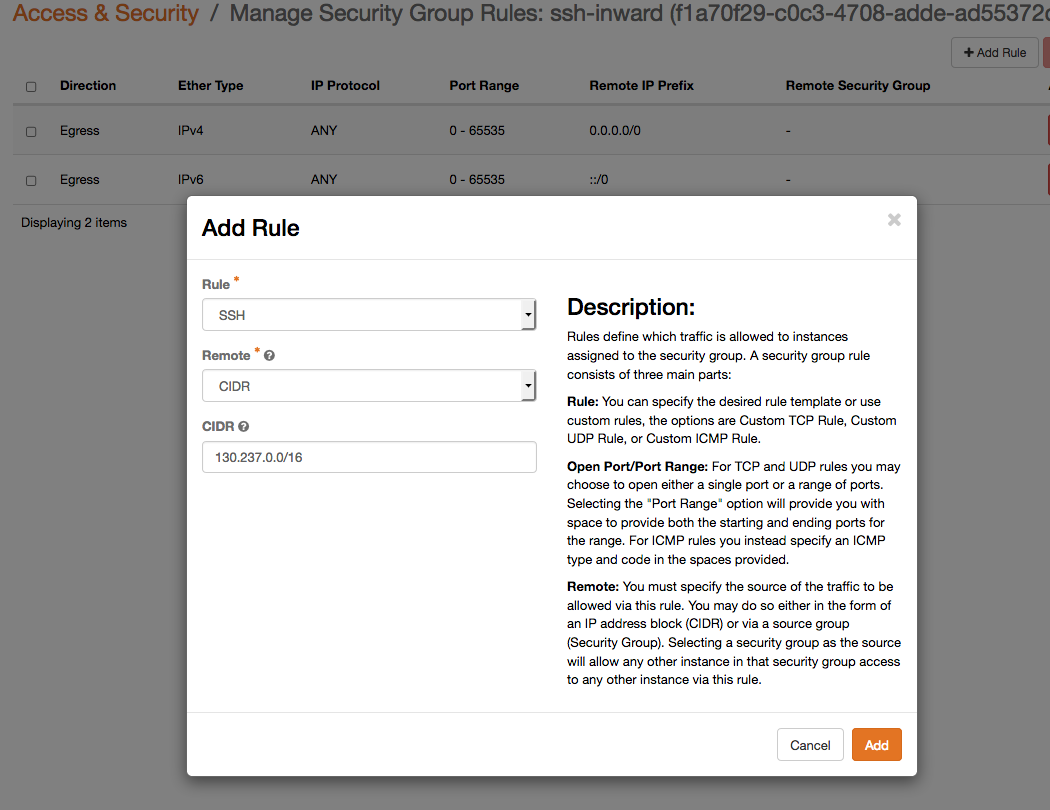 Access & Security / Manage Security Group Rules: ssh-inward (f1a70f29-c0c3-4708-adde-ad55372
+ Add Rule
Direction Ether Type IP Protocol Port Range Remote IP Prefix Remote Security Group
Egress IPv4 ANY 0 - 65535 0.0.0.0/0 -
Egress IPv6 ANY 0 - 65535 ::/0 -
Displaying 2 items
Add Rule
Rule *
SSH
Remote *
CIDR
CIDR
130.237.0.0/16
Description:
Rules define which traffic is allowed to instances
assigned to the security group. A security group rule
consists of three main parts:
Rule: You can specify the desired rule template or use
custom rules, the options are Custom TCP Rule, Custom
UDP Rule, or Custom ICMP Rule.
Open Port/Port Range: For TCP and UDP rules you may
choose to open either a single port or a range of ports.
Selecting the "Port Range" option will provide you with
space to provide both the starting and ending ports for
the range. For ICMP rules you instead specify an ICMP
type and code in the spaces provided.
Remote: You must specify the source of the traffic to be
allowed via this rule. You may do so either in the form of
an IP address block (CIDR) or via a source group
(Security Group). Selecting a security group as the source
will allow any other instance in that security group access
to any other instance via this rule.
Cancel Add